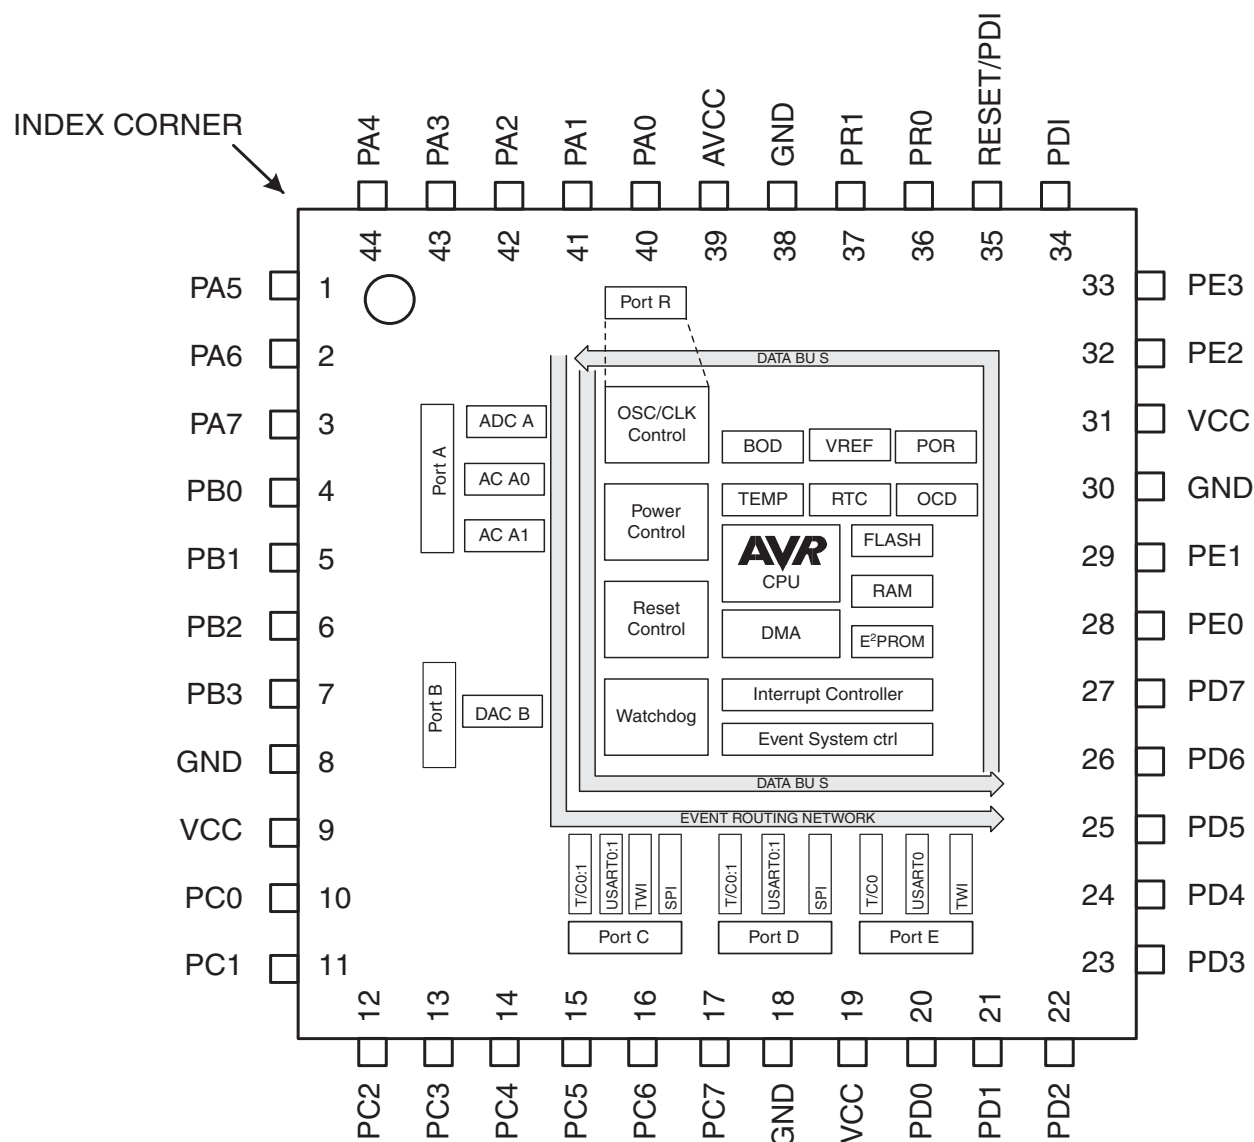 INDEX CORNER
PA4
PA3
PA2
PA1
PA0
AVCC
GND
PR1
PR0
RESET/PDI
PDI
44
43
42
41
40
39
38
37
36
35
34
PA5 1
PA6 2
PA7 3
PB0 4
PB1 5
PB2 6
PB3 7
GND 8
VCC 9
PC0 10
PC1 11
33 PE3
32 PE2
31 VCC
30 GND
29 PE1
28 PE0
27 PD7
26 PD6
25 PD5
24 PD4
23 PD3
Port R
DATA BU S
OSC/CLK
Control
BOD
VREF
POR
Port A
ADC A
AC A0
AC A1
Power
Control
TEMP
RTC
OCD
AVR
CPU
FLASH
RAM
E²PROM
Reset
Control
DMA
Port B
DAC B
Watchdog
Interrupt Controller
Event System ctrl
DATA BU S
EVENT ROUTING NETWORK
T/C0:1
USART0:1
TWI
SPI
T/C0:1
USART0:1
SPI
T/C0
USART0
TWI
Port C
Port D
Port E
12
13
14
15
16
17
18
19
20
21
22
PC2
PC3
PC4
PC5
PC6
PC7
GND
VCC
PD0
PD1
PD2